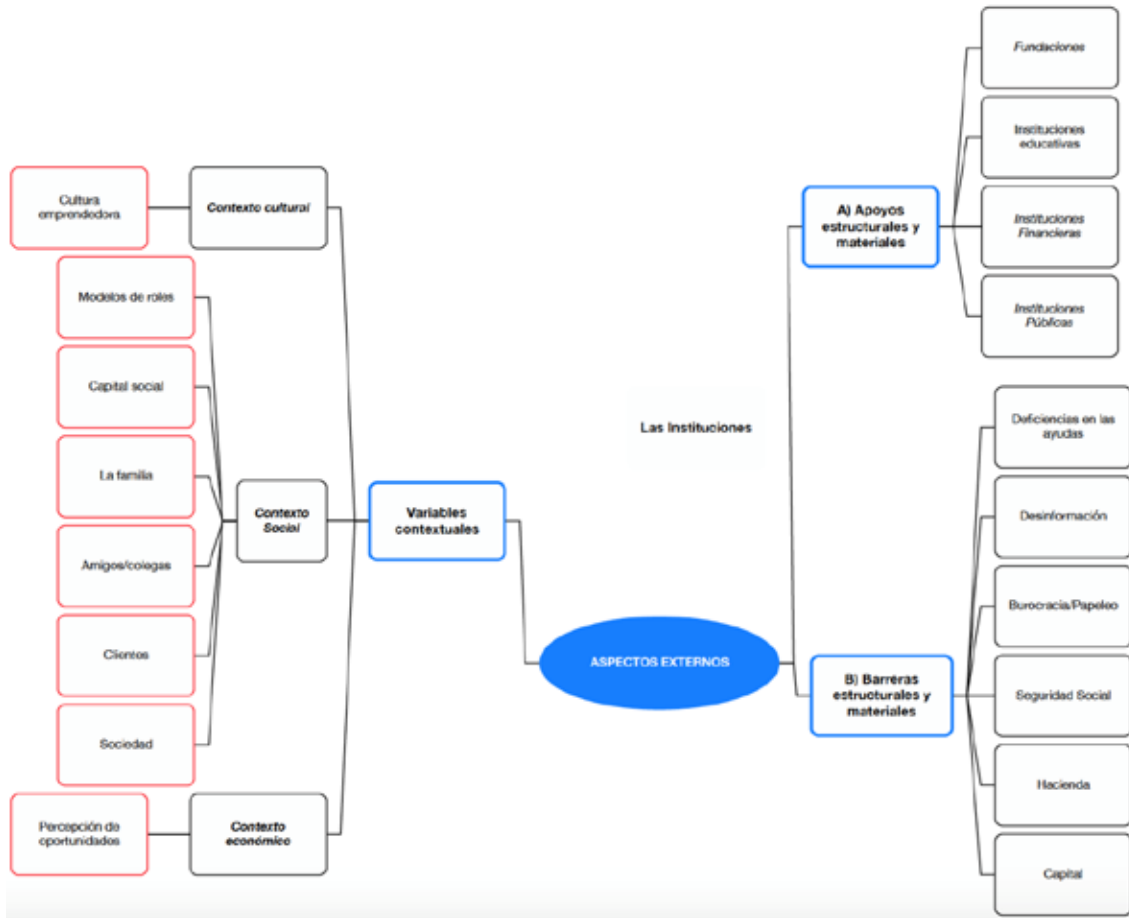 Fundaciones
Instituciones
educativas
Instituciones
Financieras
Instituciones
Públicas
A) Apoyos
estructurales y
materiales
Cultura
emprendedora
Contexto cultural
Modelos de roles
Capital social
La familia
Amigos/colegas
Clientes
Sociedad
Contexto
Social
Variables
contextuales
Percepción de
oportunidades
Contexto
económico
Las Instituciones
ASPECTOS EXTERNOS
B) Barreras
estructurales y
materiales
Deficiencias en las
ayudas
Desinformación
Burocracia/Papeleo
Seguridad Social
Hacienda
Capital